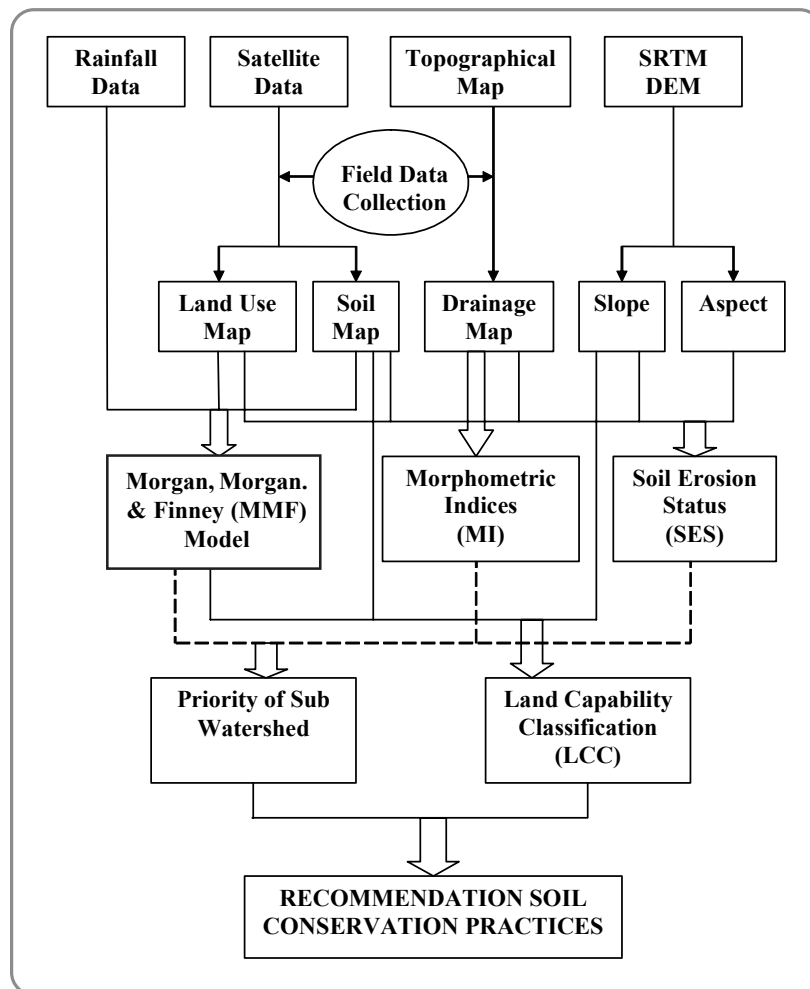 Rainfall
Data
Satellite
Data
Topographical
Map
SRTM
DEM
Field Data
Collection
Land Use
Map
Soil
Map
Drainage
Map
Slope
Aspect
Morgan, Morgan.
& Finney (MMF)
Model
Morphometric
Indices
(MI)
Soil Erosion
Status
(SES)
Priority of Sub
Watershed
Land Capability
Classification
(LCC)
RECOMMENDATION SOIL
CONSERVATION PRACTICES